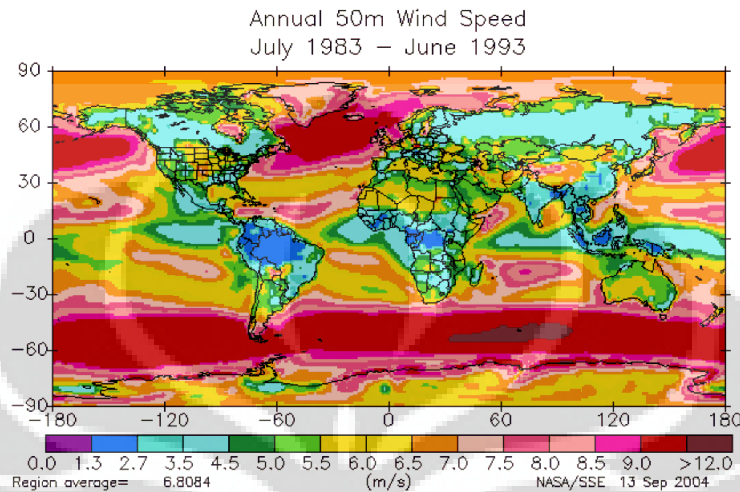 Annual 50m Wind Speed
July 1983 – June 1993
90
60
30
0
−30
−60
−90
−180 −120 −60 0 60 120 180
0.0 1.3 2.7 3.5 4.5 5.0 5.5 6.0 6.5 7.0 7.5 8.0 8.5 9.0 >12.0
Region average= 6.8084 (m/s) NASA/SSE 13 Sep 2004